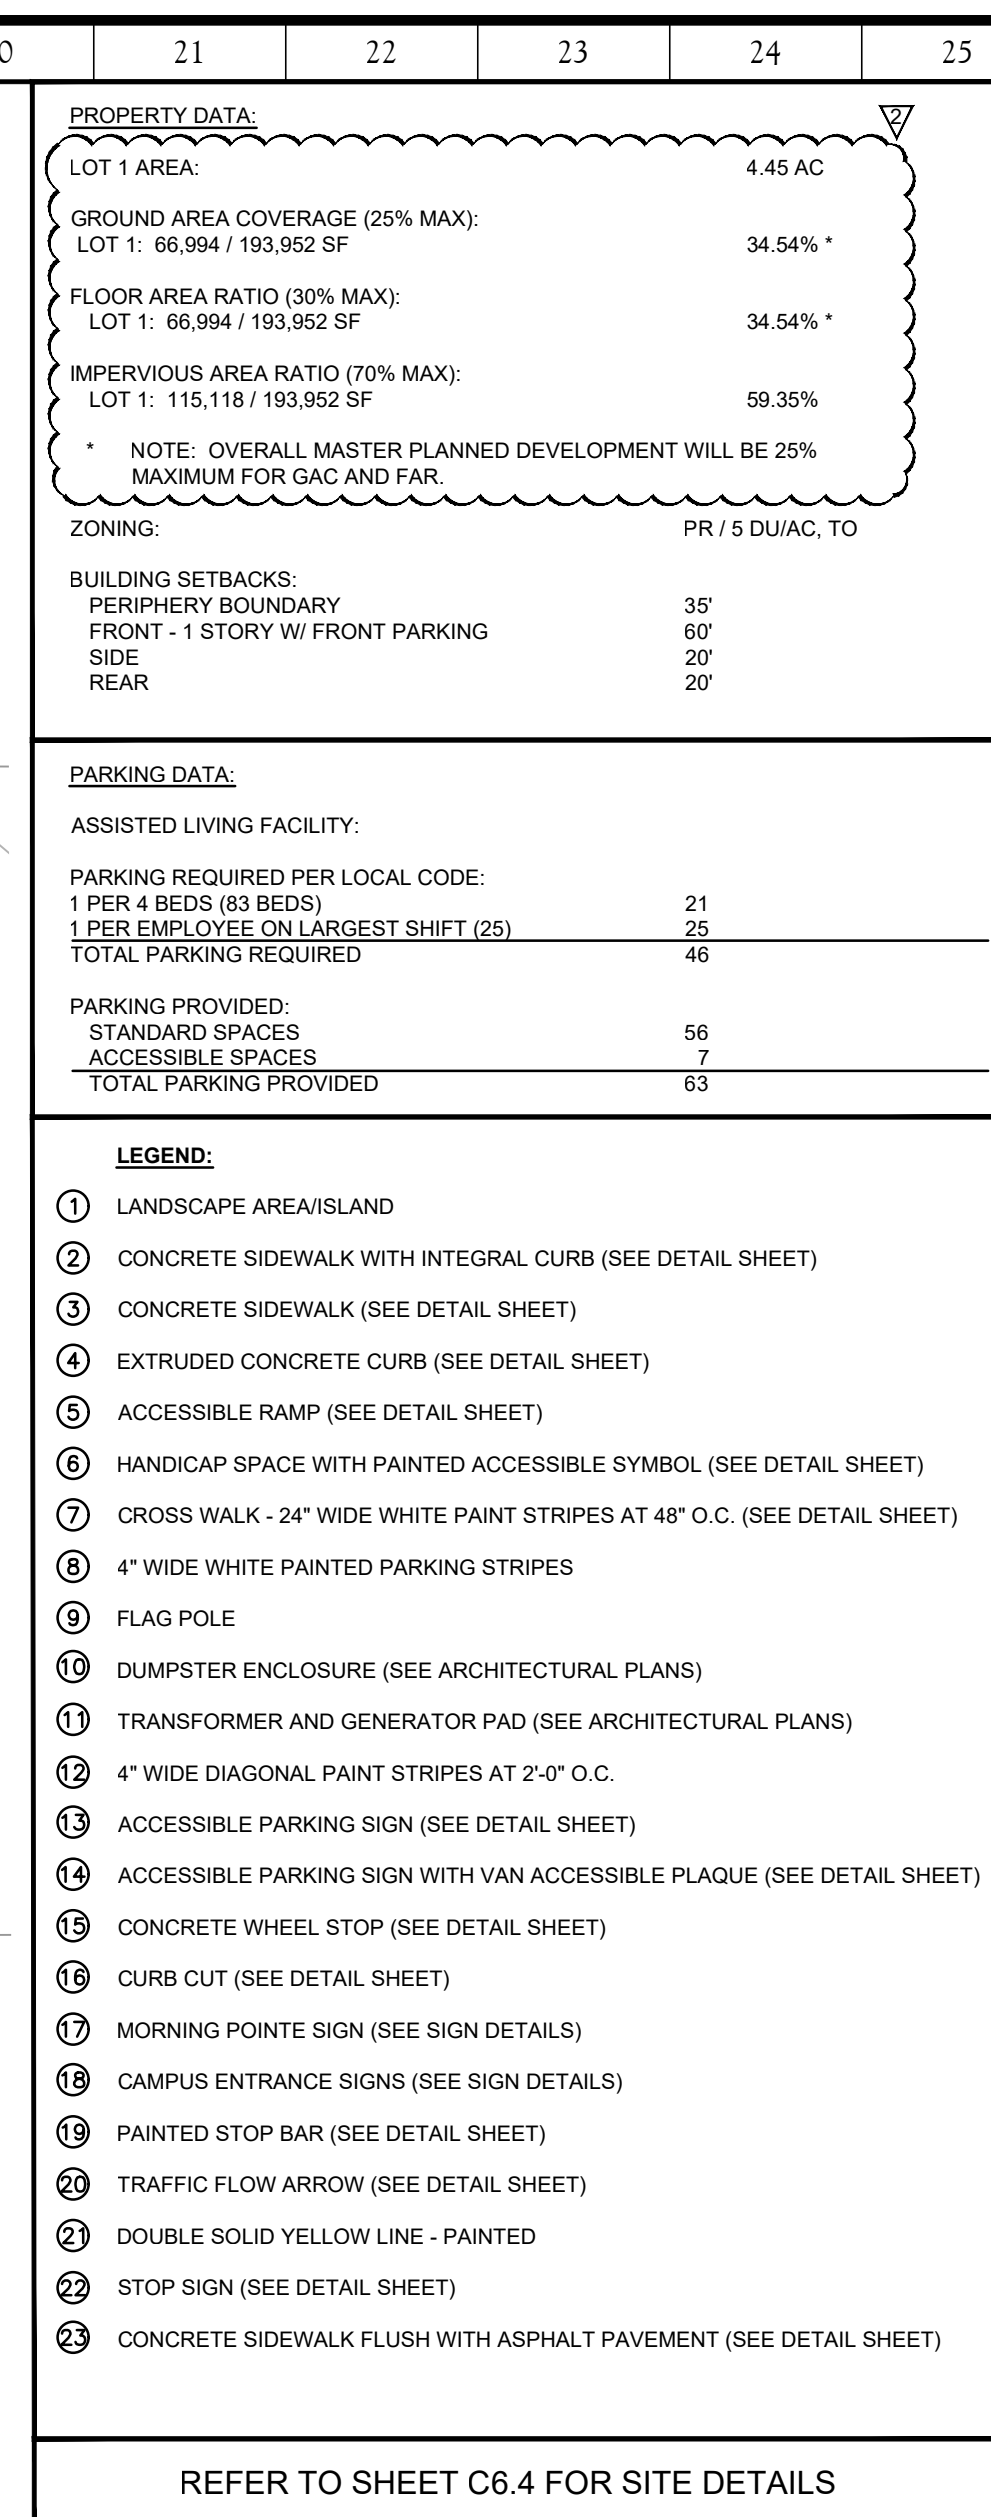 0 21 22 23 24 25
PROPERTY DATA: 2
LOT 1 AREA: 4.45 AC
GROUND AREA COVERAGE (25% MAX):
LOT 1: 66,994 / 193,952 SF 34.54% *
FLOOR AREA RATIO (30% MAX):
LOT 1: 66,994 / 193,952 SF 34.54% *
IMPERVIOUS AREA RATIO (70% MAX):
LOT 1: 115,118 / 193,952 SF 59.35%
* NOTE: OVERALL MASTER PLANNED DEVELOPMENT WILL BE 25%
MAXIMUM FOR GAC AND FAR.
ZONING: PR / 5 DU/AC, TO
BUILDING SETBACKS:
PERIPHERY BOUNDARY 35'
FRONT - 1 STORY W/ FRONT PARKING 60'
SIDE 20'
REAR 20'
PARKING DATA:
ASSISTED LIVING FACILITY:
PARKING REQUIRED PER LOCAL CODE:
1 PER 4 BEDS (83 BEDS) 21
1 PER EMPLOYEE ON LARGEST SHIFT (25) 25
TOTAL PARKING REQUIRED 46
PARKING PROVIDED:
STANDARD SPACES 56
ACCESSIBLE SPACES 7
TOTAL PARKING PROVIDED 63
LEGEND:
1 LANDSCAPE AREA/ISLAND
2 CONCRETE SIDEWALK WITH INTEGRAL CURB (SEE DETAIL SHEET)
3 CONCRETE SIDEWALK (SEE DETAIL SHEET)
4 EXTRUDED CONCRETE CURB (SEE DETAIL SHEET)
5 ACCESSIBLE RAMP (SEE DETAIL SHEET)
6 HANDICAP SPACE WITH PAINTED ACCESSIBLE SYMBOL (SEE DETAIL SHEET)
7 CROSS WALK - 24" WIDE WHITE PAINT STRIPES AT 48" O.C. (SEE DETAIL SHEET)
8 4" WIDE WHITE PAINTED PARKING STRIPES
9 FLAG POLE
10 DUMPSTER ENCLOSURE (SEE ARCHITECTURAL PLANS)
11 TRANSFORMER AND GENERATOR PAD (SEE ARCHITECTURAL PLANS)
12 4" WIDE DIAGONAL PAINT STRIPES AT 2'-0" O.C.
13 ACCESSIBLE PARKING SIGN (SEE DETAIL SHEET)
14 ACCESSIBLE PARKING SIGN WITH VAN ACCESSIBLE PLAQUE (SEE DETAIL SHEET)
15 CONCRETE WHEEL STOP (SEE DETAIL SHEET)
16 CURB CUT (SEE DETAIL SHEET)
17 MORNING POINTE SIGN (SEE SIGN DETAILS)
18 CAMPUS ENTRANCE SIGNS (SEE SIGN DETAILS)
19 PAINTED STOP BAR (SEE DETAIL SHEET)
20 TRAFFIC FLOW ARROW (SEE DETAIL SHEET)
21 DOUBLE SOLID YELLOW LINE - PAINTED
22 STOP SIGN (SEE DETAIL SHEET)
23 CONCRETE SIDEWALK FLUSH WITH ASPHALT PAVEMENT (SEE DETAIL SHEET)
REFER TO SHEET C6.4 FOR SITE DETAILS